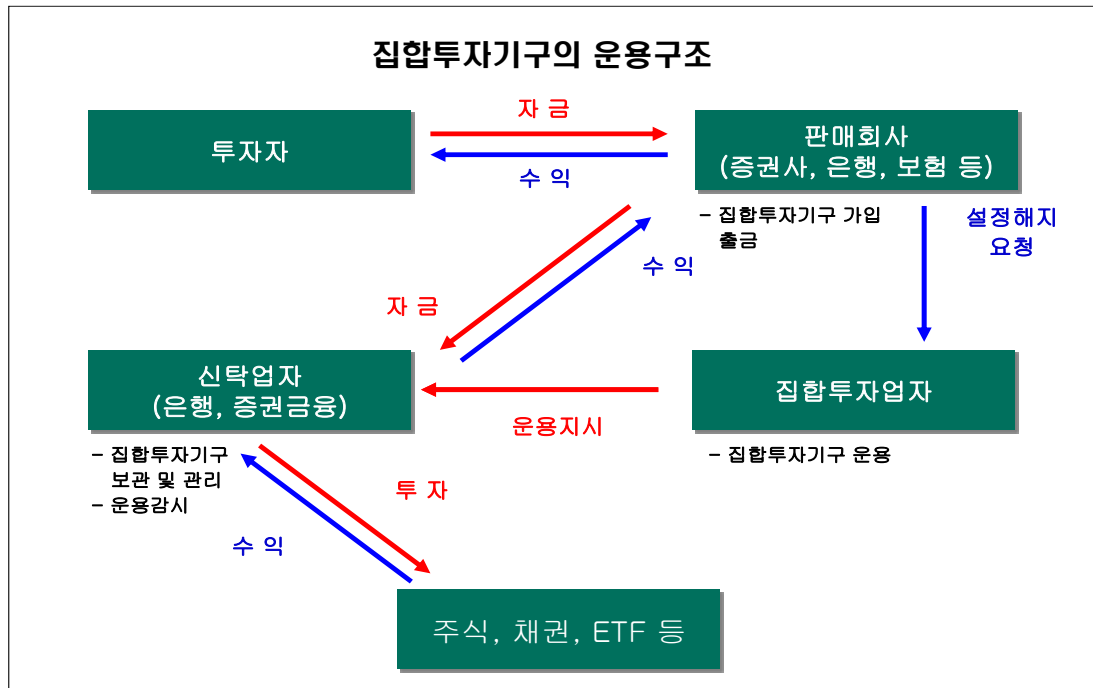 집합투자기구의 운용구조
자 금
투자자
판매회사
(증권사, 은행, 보험 등)
수 익
- 집합투자기구 가입
출금
설정해지
요청
수 익
자 금
신탁업자
(은행, 증권금융)
집합투자업자
운용지시
- 집합투자기구
보관 및 관리
- 운용감시
- 집합투자기구 운용
투 자
수 익
주식, 채권, ETF 등